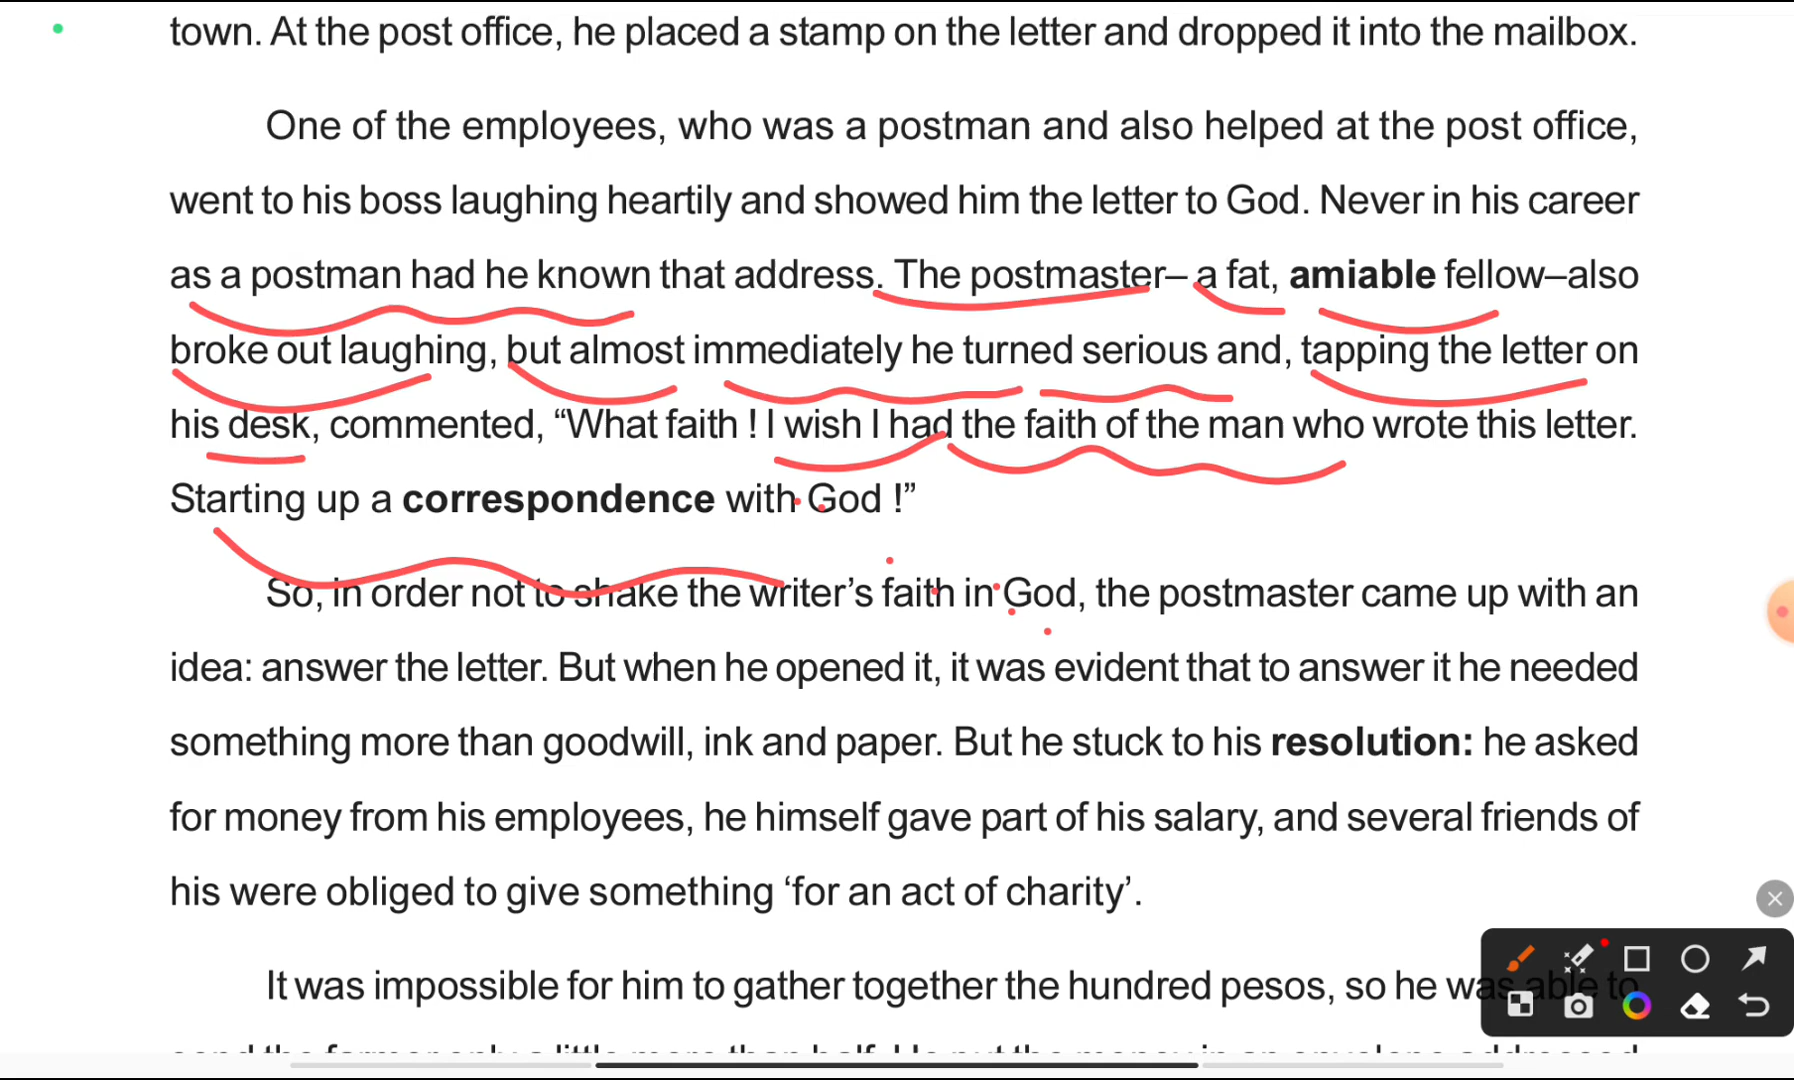 town. At the post office, he placed a stamp on the letter and dropped it into the mailbox.
One of the employees, who was a postman and also helped at the post office,
went to his boss laughing heartily and showed him the letter to God. Never in his career
as a postman had he known that address. The postmaster– a fat, amiable fellow–also
broke out laughing, but almost immediately he turned serious and, tapping the letter on
his desk, commented, “What faith ! I wish I had the faith of the man who wrote this letter.
Starting up a correspondence with God !”
So, in order not to shake the writer’s faith in God, the postmaster came up with an
idea: answer the letter. But when he opened it, it was evident that to answer it he needed
something more than goodwill, ink and paper. But he stuck to his resolution: he asked
for money from his employees, he himself gave part of his salary, and several friends of
his were obliged to give something ‘for an act of charity’.
It was impossible for him to gather together the hundred pesos, so he was able to